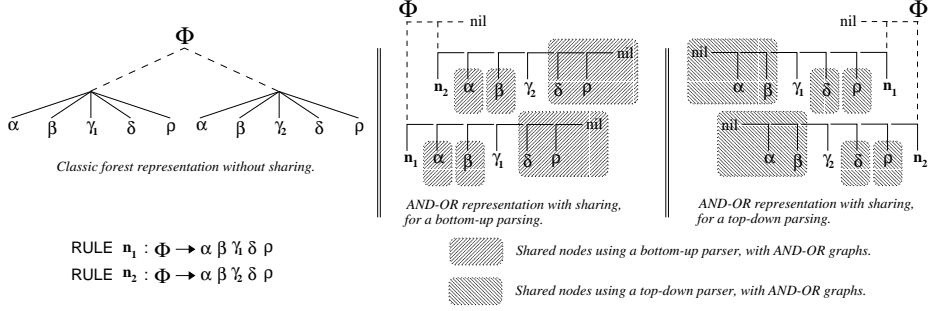 Φ
α β γ1 δ ρ α β γ2 δ ρ
Classic forest representation without sharing.
RULE n1 : Φ → α β γ1 δ ρ
RULE n2 : Φ → α β γ2 δ ρ
Φ
nil
nil
n2 α β γ2 δ ρ
nil
n1 α β γ1 δ ρ
AND-OR representation with sharing,
for a bottom-up parsing.
Φ
nil
nil
α β γ1 δ ρ n1
nil
α β γ2 δ ρ n2
AND-OR representation with sharing,
for a top-down parsing.
Shared nodes using a bottom-up parser, with AND-OR graphs.
Shared nodes using a top-down parser, with AND-OR graphs.